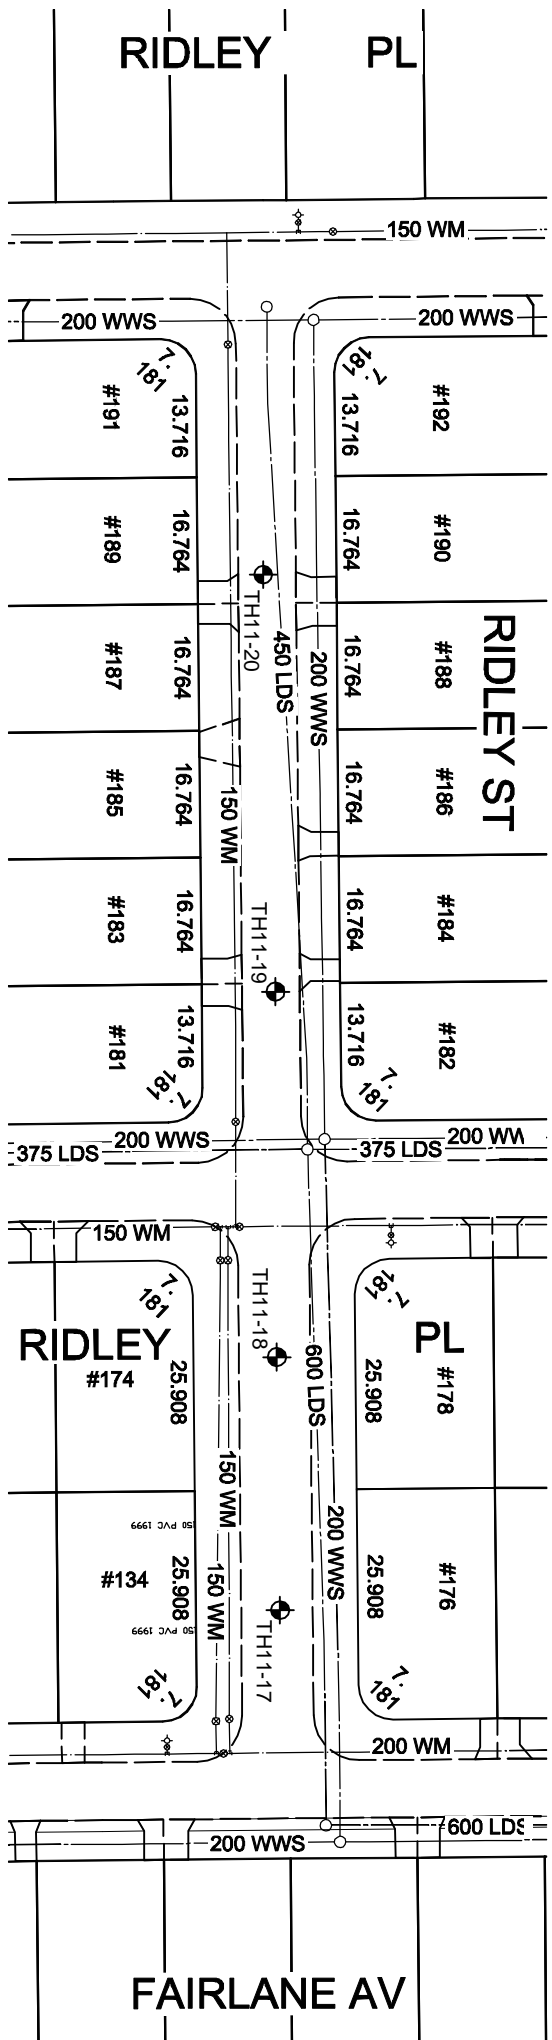 RIDLEY PL
150 WM
200 WWS
200 WWS
7.
181
7.
181
#191
13.716
13.716
#192
#189
16.764
16.764
#190
TH11-20
450 LDS
200 WWS
RIDLEY ST
#187
16.764
16.764
#188
#185
16.764
150 WM
16.764
#186
#183
16.764
TH11-19
16.764
#184
#181
13.716
13.716
#182
7.
181
7.
181
200 WWS
200 WW
375 LDS
375 LDS
150 WM
7.
181
TH11-18
7.
181
RIDLEY PL
#174
25.908
600 LDS
25.908
#178
150 WM
200 WWS
50 PVC 1999
#134
25.908
150 WM
25.908
#176
50 PVC 1999
TH11-17
7.
181
7.
181
200 WM
600 LDS
200 WWS
FAIRLANE AV